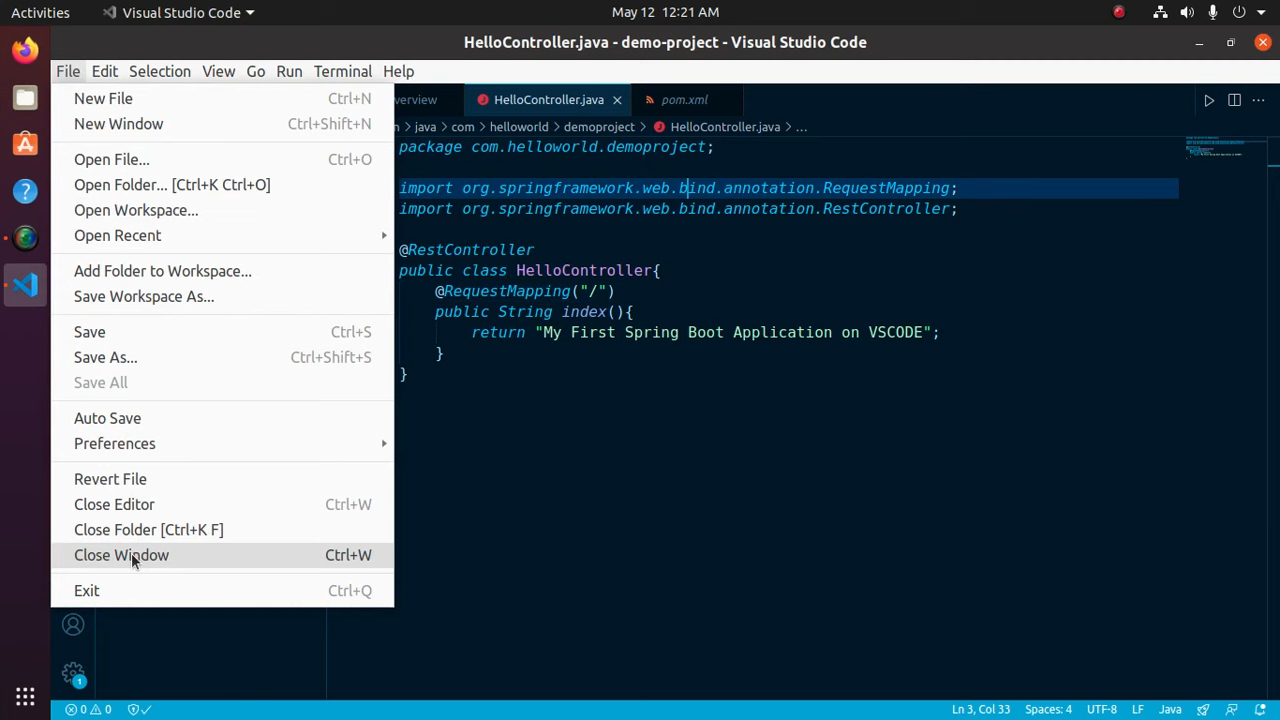 Activities Visual Studio Code May 12 12:21 AM
HelloController.java - demo-project - Visual Studio Code
File Edit Selection View Go Run Terminal Help
New File Ctrl+N
New Window Ctrl+Shift+N
Open File... Ctrl+O
Open Folder... [Ctrl+K Ctrl+O]
Open Workspace...
Open Recent
Add Folder to Workspace...
Save Workspace As...
Save Ctrl+S
Save As... Ctrl+Shift+S
Save All
Auto Save
Preferences
Revert File
Close Editor Ctrl+W
Close Folder [Ctrl+K F]
Close Window Ctrl+W
Exit Ctrl+Q
HelloController.java pom.xml
java com helloworld demoproject HelloController.java ...
package com.helloworld.demoproject;
import org.springframework.web.bind.annotation.RequestMapping;
import org.springframework.web.bind.annotation.RestController;
@RestController
public class HelloController{
@RequestMapping("/")
public String index(){
return "My First Spring Boot Application on VSCODE";
}
}
1
0 0 Ln 3, Col 33 Spaces: 4 UTF-8 LF Java